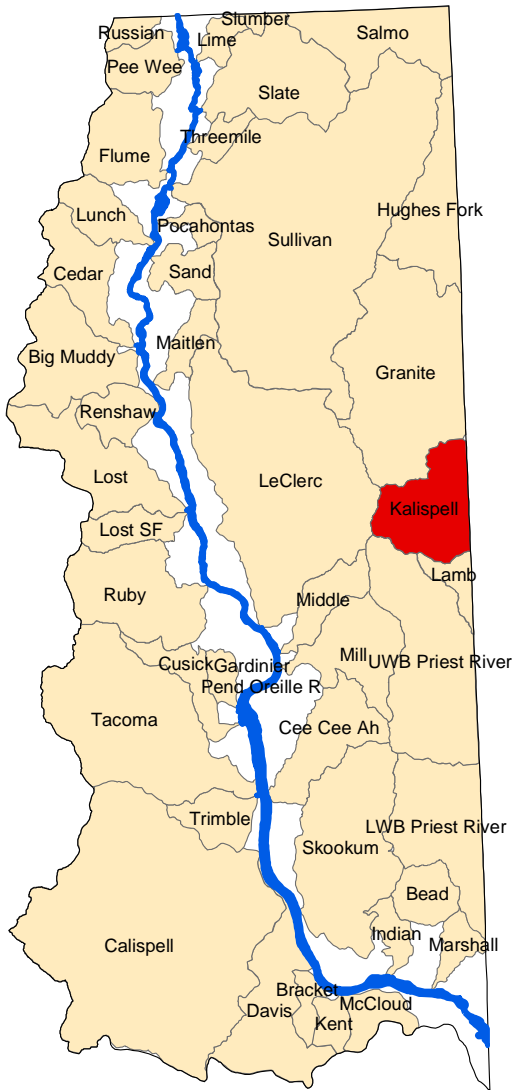 Slumber
Russian
Lime
Salmo
Pee Wee
Slate
Threemile
Flume
Hughes Fork
Lunch
Pocahontas
Sullivan
Cedar
Sand
Maitlen
Big Muddy
Granite
Renshaw
Lost
LeClerc
Kalispell
Lost SF
Lamb
Ruby
Middle
Mill
UWB Priest River
Cusick
Gardinier
Pend Oreille R
Tacoma
Cee Cee Ah
Trimble
LWB Priest River
Skookum
Bead
Indian
Calispell
Marshall
Bracket
McCloud
Davis
Kent